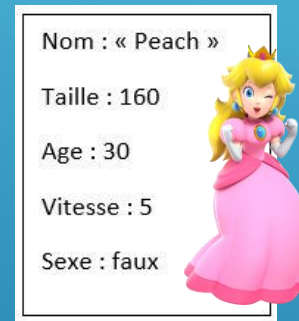 Nom : « Peach »
Taille : 160
Age : 30
Vitesse : 5
Sexe : faux